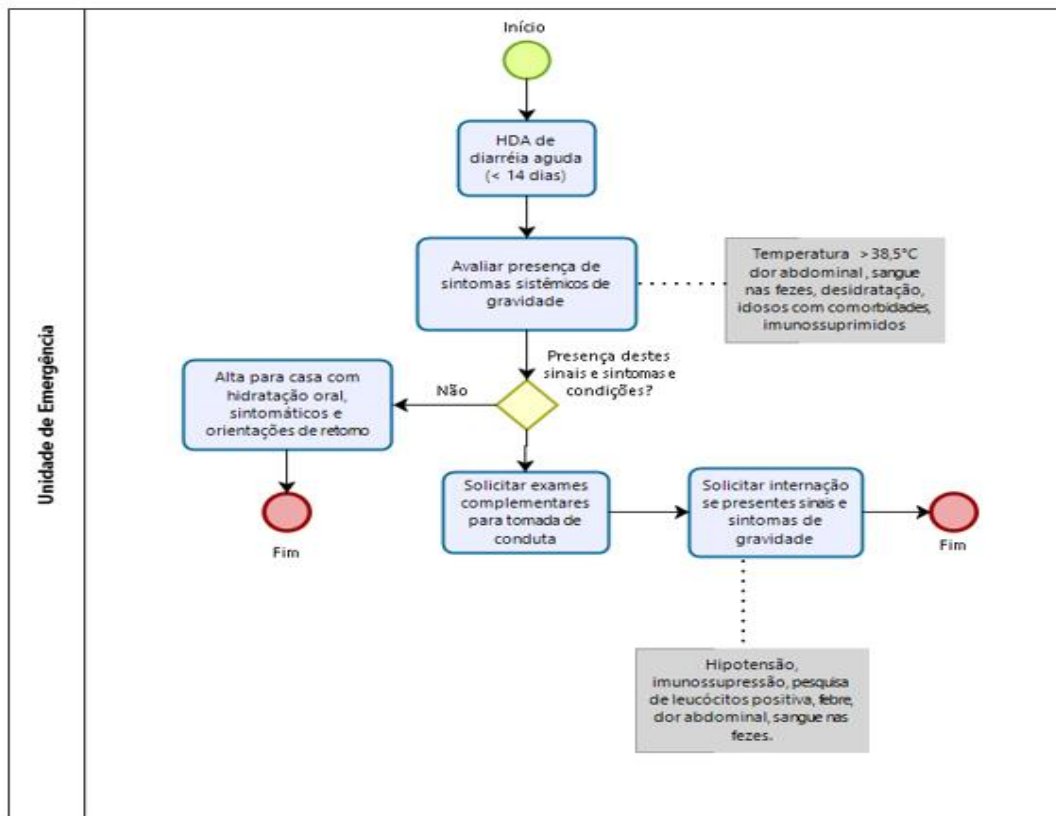 Unidade de Emergência
Início
HDA de
diarréia aguda
(< 14 dias)
Avaliar presença de
sintomas sistêmicos de
gravidade
Temperatura >38,5°C
dor abdominal, sangue
nas fezes, desidratação,
idosos com comorbidades,
imunossuprimidos
Presença destes
sinais e sintomas e
condições?
Não
Alta para casa com
hidratação oral,
sintomáticos e
orientações de retorno
Fim
Solicitar exames
complementares
para tomada de
conduta
Solicitar internação
se presentes sinais e
sintomas de
gravidade
Fim
Hipotensão,
imunossupressão, pesquisa
de leucócitos positiva, febre,
dor abdominal, sangue nas
fezes.